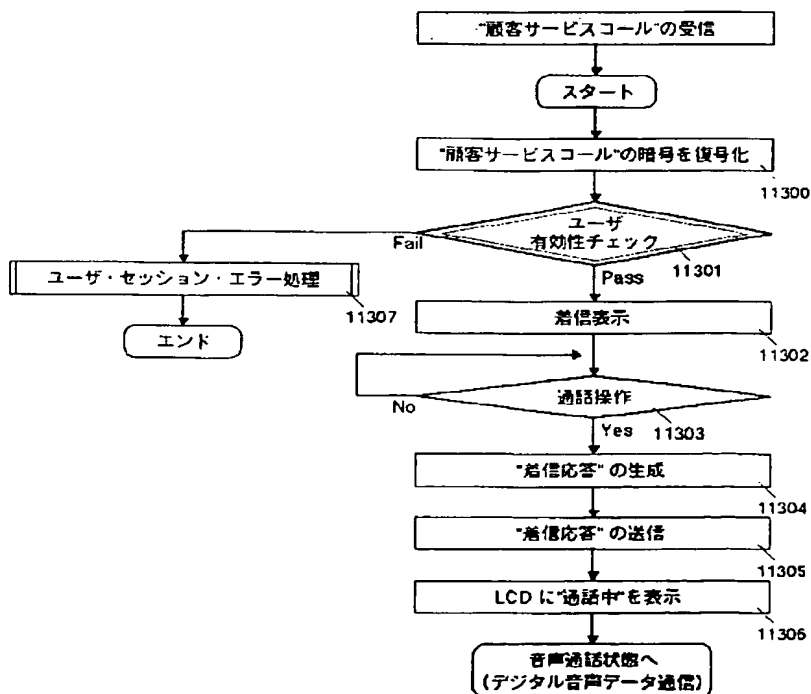 "顧客サービスコール"の受信
スタート
"顧客サービスコール"の暗号を復号化
11300
ユーザ
有効性チェック
Fail
11301
Pass
ユーザ・セッション・エラー処理
11307
エンド
着信表示
11302
通話操作
No
11303
Yes
"着信応答"の生成
11304
"着信応答"の送信
11305
LCDに"通話中"を表示
11306
音声通話状態へ
(デジタル音声データ通信)